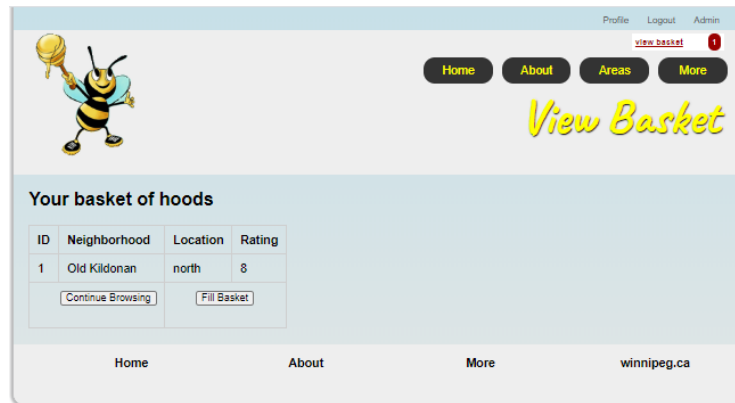 Profile Logout Admin
view basket 1
Home About Areas More
View Basket
Your basket of hoods
ID Neighborhood Location Rating
1 Old Kildonan north 8
Continue Browsing Fill Basket
Home About More winnipeg.ca